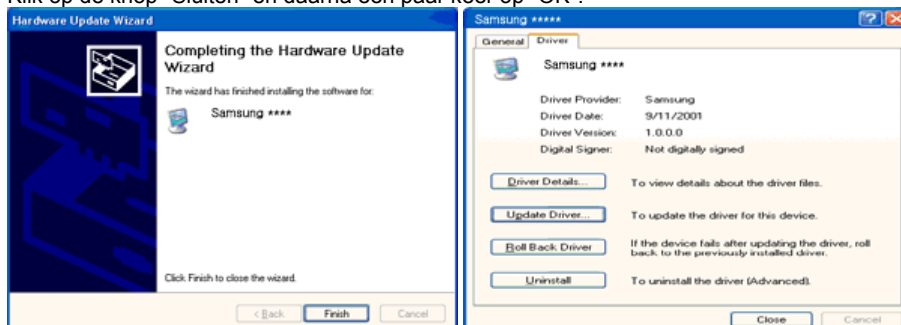 Klik op de knop "Sluiten" en daarna een paar keer op "OK".
Hardware Update Wizard
Completing the Hardware Update
Wizard
The wizard has finished installing the software for:
Samsung ****
Click Finish to close the wizard.
< Back
Finish
Cancel
Samsung *****
General
Driver
Samsung ****
Driver Provider: Samsung
Driver Date: 9/11/2001
Driver Version: 1.0.0.0
Digital Signer: Not digitally signed
Driver Details... To view details about the driver files.
Update Driver... To update the driver for this device.
Roll Back Driver If the device fails after updating the driver, roll
back to the previously installed driver.
Uninstall To uninstall the driver (Advanced).
Close
Cancel